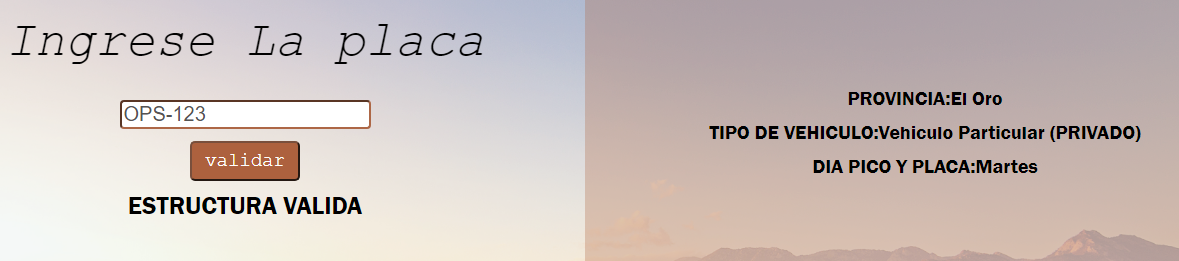 Ingrese La placa
OPS-123
validar
ESTRUCTURA VALIDA
PROVINCIA:El Oro
TIPO DE VEHICULO:Vehiculo Particular (PRIVADO)
DIA PICO Y PLACA:Martes